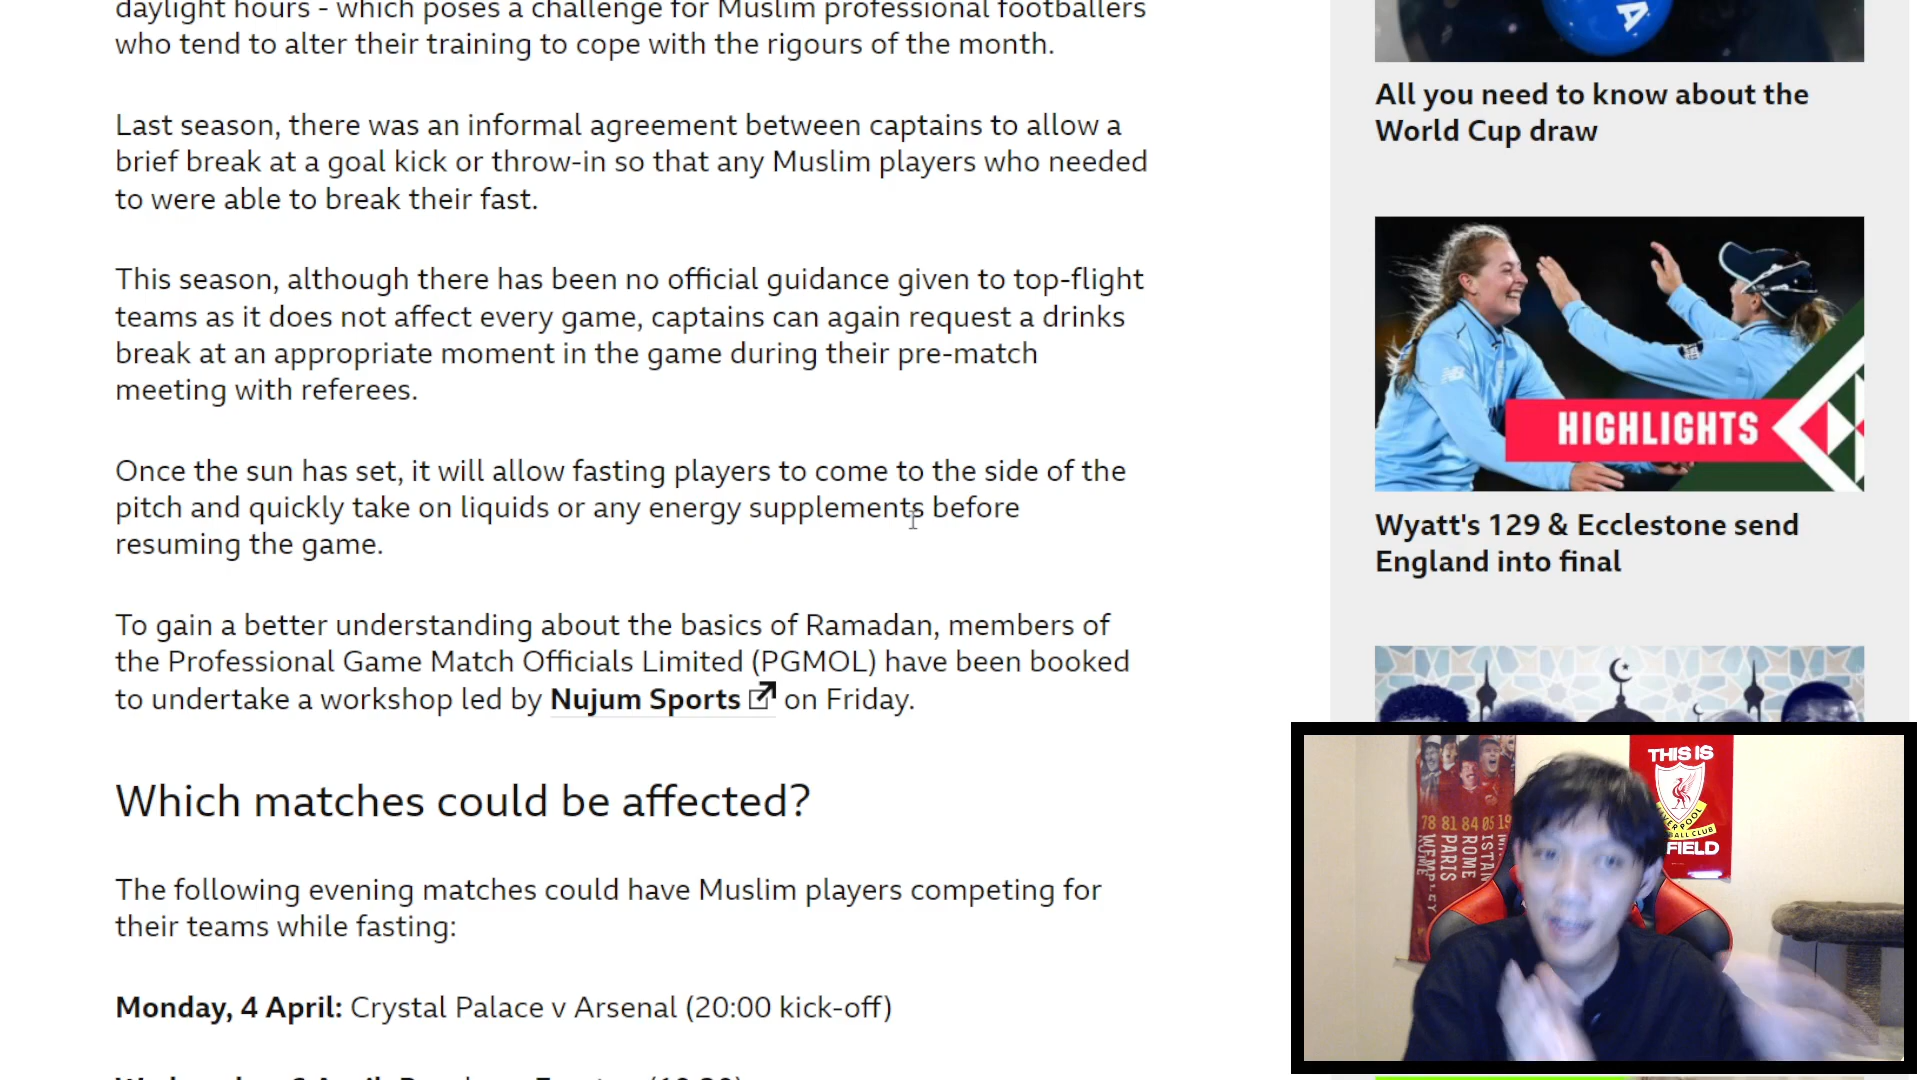 daylight hours - which poses a challenge for Muslim professional footballers
who tend to alter their training to cope with the rigours of the month.
Last season, there was an informal agreement between captains to allow a
brief break at a goal kick or throw-in so that any Muslim players who needed
to were able to break their fast.
This season, although there has been no official guidance given to top-flight
teams as it does not affect every game, captains can again request a drinks
break at an appropriate moment in the game during their pre-match
meeting with referees.
Once the sun has set, it will allow fasting players to come to the side of the
pitch and quickly take on liquids or any energy supplements before
resuming the game.
To gain a better understanding about the basics of Ramadan, members of
the Professional Game Match Officials Limited (PGMOL) have been booked
to undertake a workshop led by Nujum Sports on Friday.
Which matches could be affected?
The following evening matches could have Muslim players competing for
their teams while fasting:
Monday, 4 April: Crystal Palace v Arsenal (20:00 kick-off)
A
All you need to know about the
World Cup draw
HIGHLIGHTS
Wyatt's 129 & Ecclestone send
England into final
THIS IS
FIELD
78 81 84 05
PARIS
ROME
ISTAN